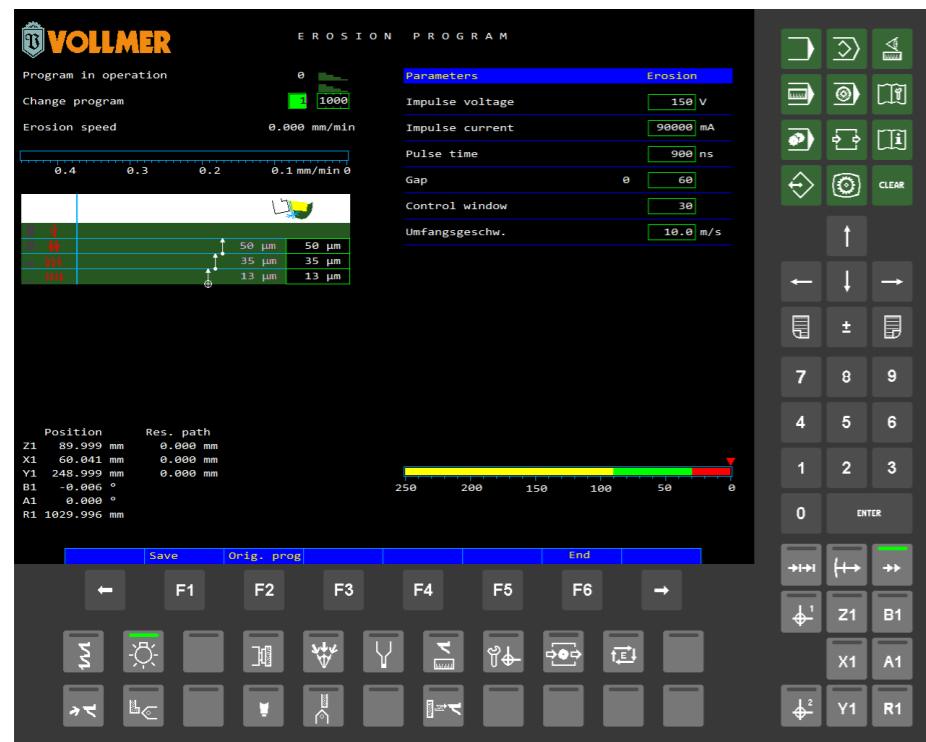 VOLLMER
EROSION PROGRAM
Program in operation 0
Change program 1 1000
Erosion speed 0.000 mm/min
0.4 0.3 0.2 0.1 mm/min 0
50 µm 50 µm
35 µm 35 µm
13 µm 13 µm
Parameters Erosion
Impulse voltage 150 V
Impulse current 90000 mA
Pulse time 900 ns
Gap 0 60
Control window 30
Umfangsgeschw. 10.0 m/s
Position Res. path
Z1 89.999 mm 0.000 mm
X1 60.041 mm 0.000 mm
Y1 248.999 mm 0.000 mm
B1 -0.006 °
A1 0.000 °
R1 1029.996 mm
250 200 150 100 50 0
Save Orig. prog End
← F1 F2 F3 F4 F5 F6 →
E
CLEAR
↑
← ↓ →
±
7 8 9
4 5 6
1 2 3
0 ENTER
1 Z1 B1
X1 A1
2 Y1 R1